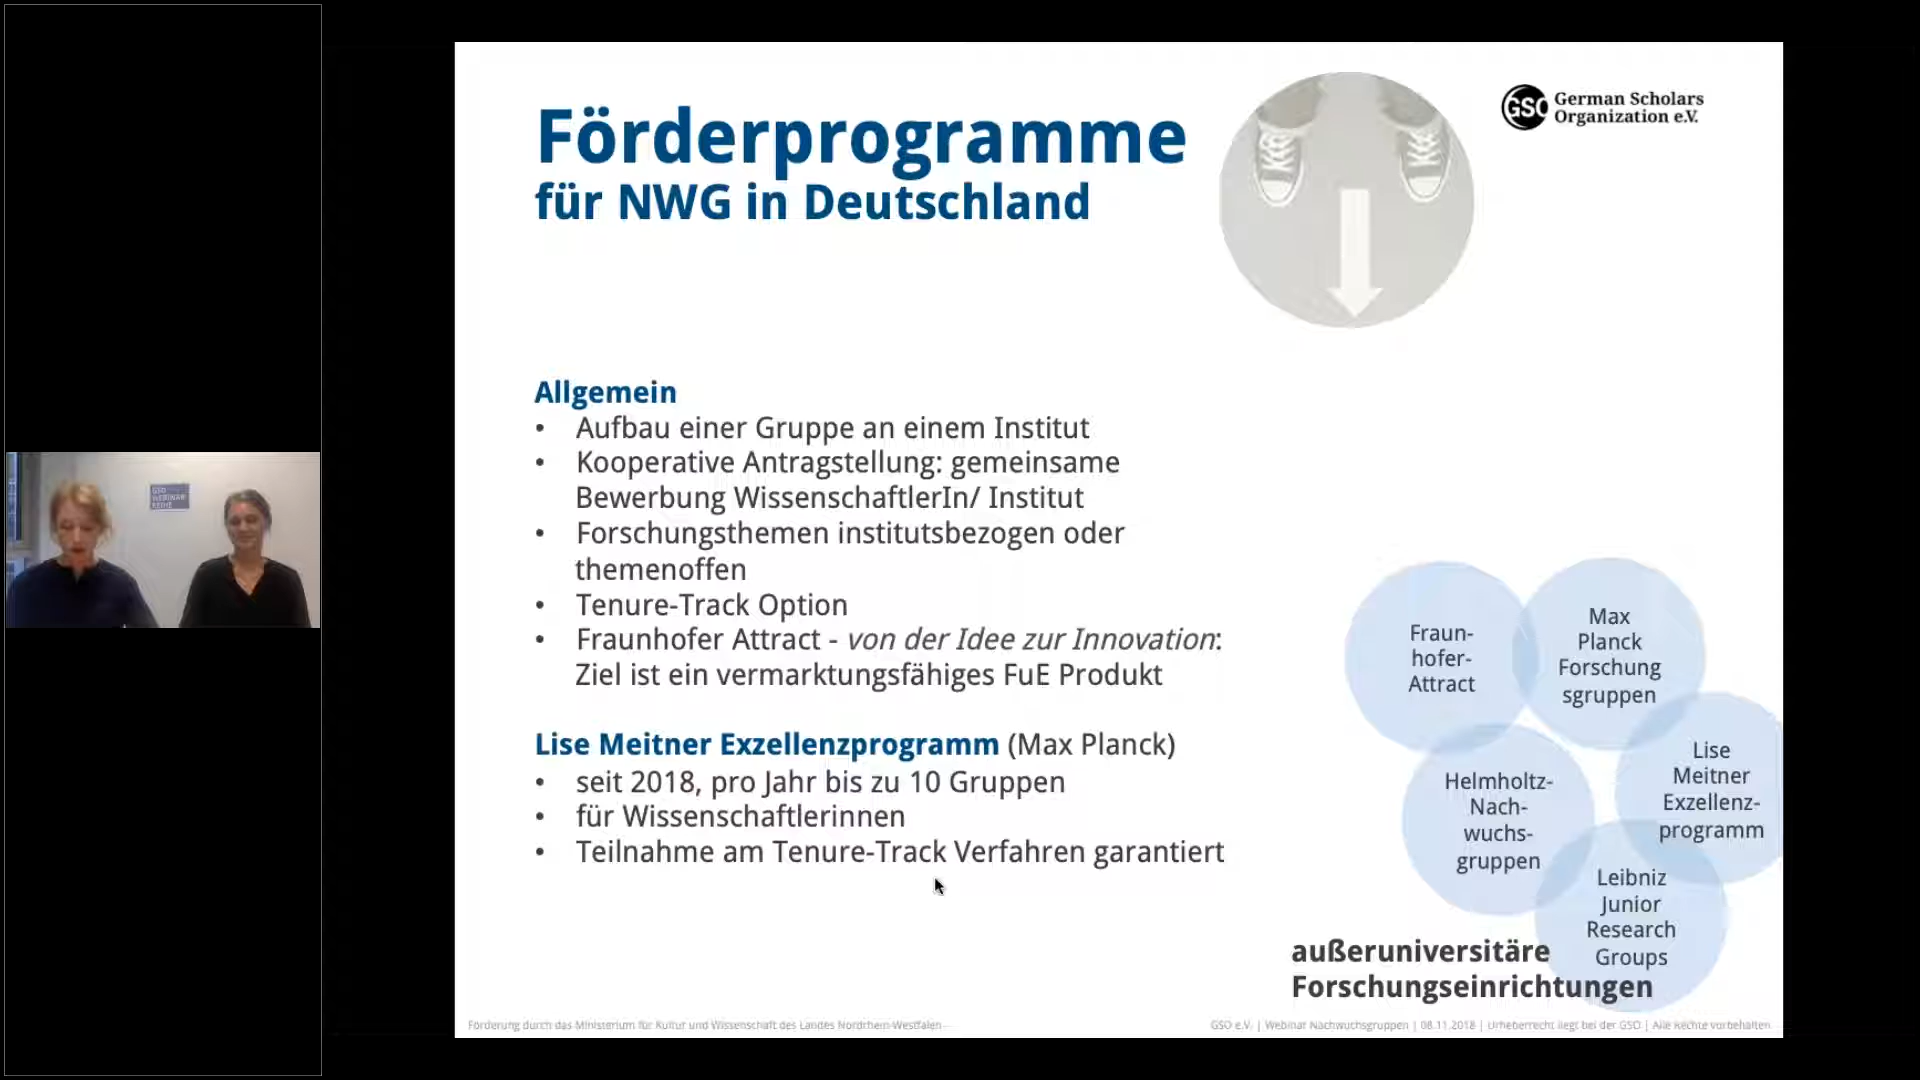 Förderprogramme
für NWG in Deutschland
GSO German Scholars
Organization e.V.
Allgemein
• Aufbau einer Gruppe an einem Institut
• Kooperative Antragstellung: gemeinsame
Bewerbung WissenschaftlerIn/ Institut
• Forschungsthemen institutsbezogen oder
themenoffen
• Tenure-Track Option
• Fraunhofer Attract - von der Idee zur Innovation:
Ziel ist ein vermarktungsfähiges FuE Produkt
Lise Meitner Exzellenzprogramm (Max Planck)
• seit 2018, pro Jahr bis zu 10 Gruppen
• für Wissenschaftlerinnen
• Teilnahme am Tenure-Track Verfahren garantiert
Fraun-
hofer-
Attract
Max
Planck
Forschung
sgruppen
Lise
Meitner
Exzellenz-
programm
Helmholtz-
Nach-
wuchs-
gruppen
Leibniz
Junior
Research
Groups
außeruniversitäre
Forschungseinrichtungen
Förderung durch das Ministerium für Kultur und Wissenschaft des Landes Nordrhein-Westfalen
GSO e.V. | Webinar Nachwuchsgruppen | 08.11.2018 | Urheberrecht liegt bei der GSO | Alle Rechte vorbehalten
GSO
WEBINAR
REIHE